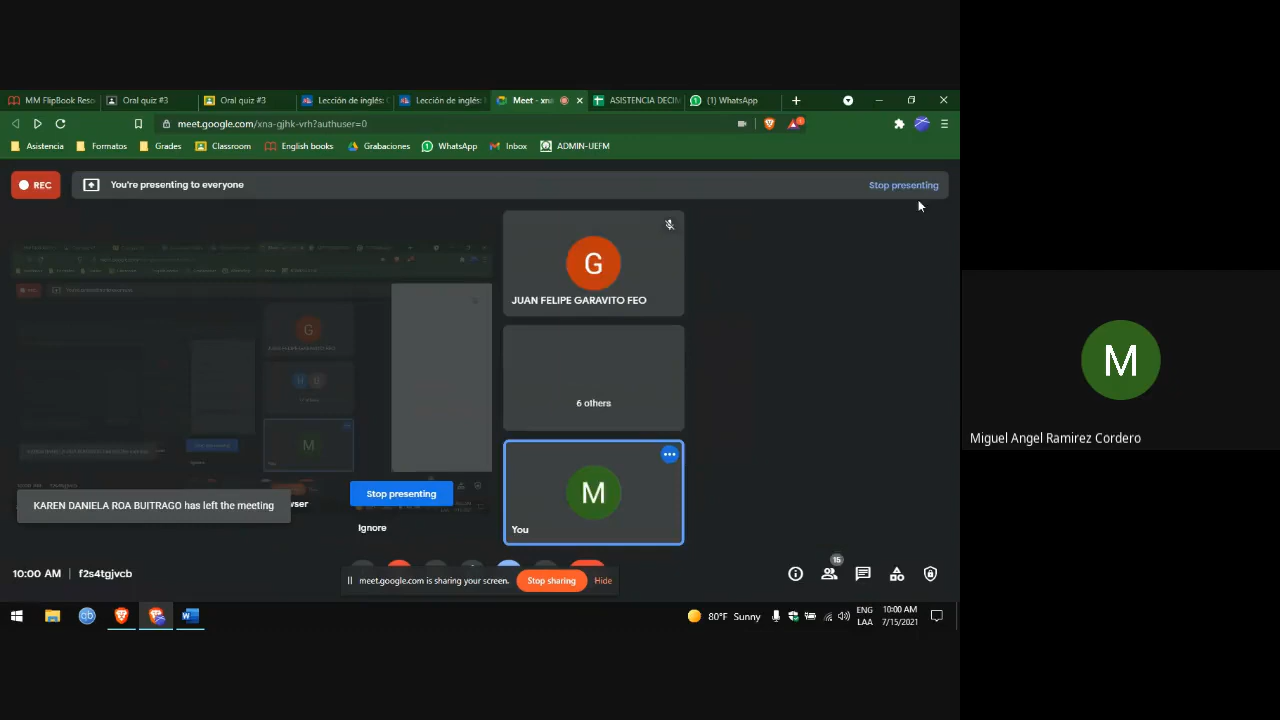 MM FlipBook Reso
Oral quiz #3
Oral quiz #3
Lección de inglés:
Lección de inglés:
Meet - xna
ASISTENCIA DECIM
(1) WhatsApp
meet.google.com/xna-gjhk-vrh?authuser=0
Asistencia
Formatos
Grades
Classroom
English books
Grabaciones
WhatsApp
Inbox
ADMIN-UEFM
REC
You're presenting to everyone
Stop presenting
G
JUAN FELIPE GARAVITO FEO
6 others
M
You
Stop presenting
Ignore
KAREN DANIELA ROA BUITRAGO has left the meeting
wser
10:00 AM | f2s4tgjvcb
meet.google.com is sharing your screen.
Stop sharing
Hide
15
80°F Sunny
ENG
LAA
10:00 AM
7/15/2021
M
Miguel Angel Ramirez Cordero